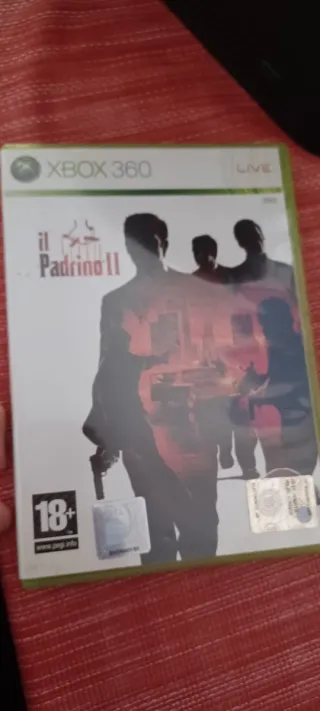 XBOX 360
LIVE
il
Padrino II
18+
www.pegi.info